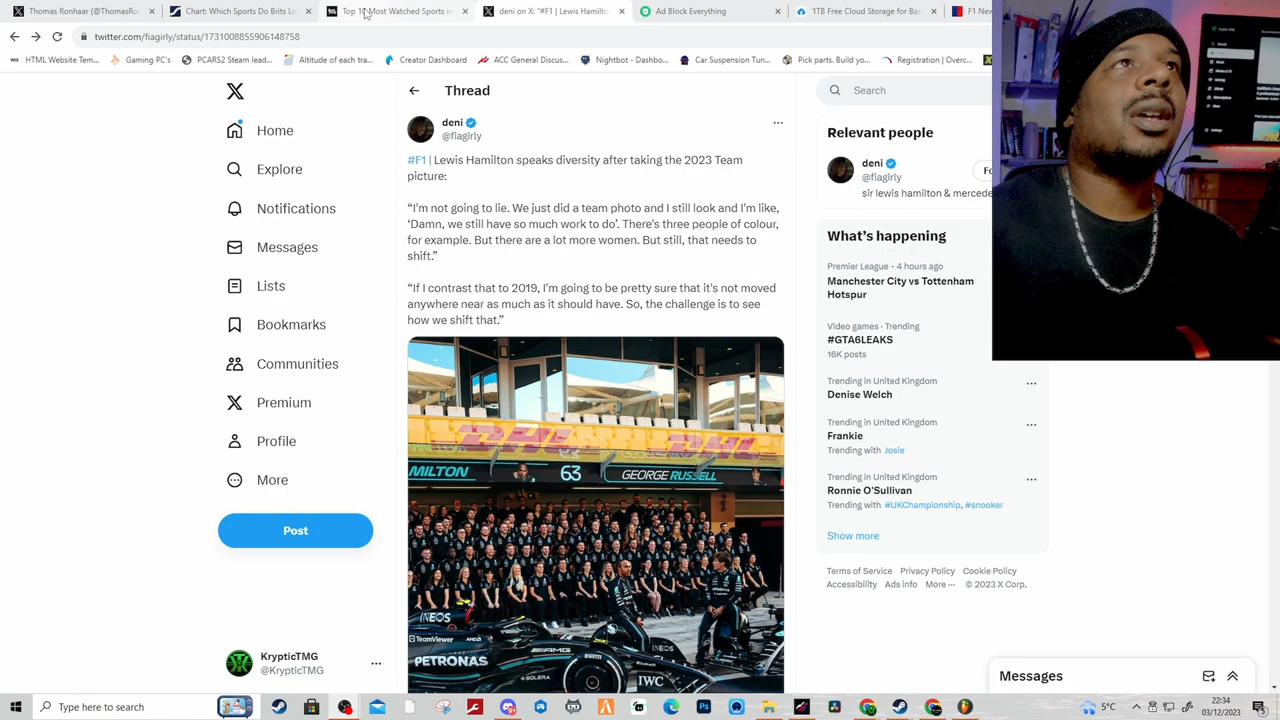 Thomas Ronhaar (@ThomasRon
Chart: Which Sports Do Brits Lo
Top 10 Most Watched Sports in
deni on X: "#F1 | Lewis Hamilto
Ad Block Everything
1TB Free Cloud Storage for Bac
F1 New
twitter.com/fiagirly/status/1731008855906148758
HTML Website Tem...
Gaming PC's
PCARS2 Steam lead...
Altitude of each tra...
Creator Dashboard
ACC General Discus...
Nightbot - Dashbo...
Car Suspension Tun...
Pick parts. Build yo...
Registration | Overc...
Home
Explore
Notifications
Messages
Lists
Bookmarks
Communities
Premium
Profile
More
Post
KrypticTMG
@KrypticTMG
Thread
deni
@fiagirly
#F1 | Lewis Hamilton speaks diversity after taking the 2023 Team
picture:
“I'm not going to lie. We just did a team photo and I still look and I'm like,
‘Damn, we still have so much work to do’. There's three people of colour,
for example. But there are a lot more women. But still, that needs to
shift.”
“If I contrast that to 2019, I'm going to be pretty sure that it's not moved
anywhere near as much as it should have. So, the challenge is to see
how we shift that.”
DHL
DHL
MILTON
63
GEORGE RUSSELL
TeamViewer
INEOS
AMG
PETRONAS
SOLERA
IWC
Search
Relevant people
deni
@fiagirly
Fo
sir lewis hamilton & mercede
What's happening
Premier League · 4 hours ago
Manchester City vs Tottenham
Hotspur
Video games · Trending
#GTA6LEAKS
16K posts
Trending in United Kingdom
Denise Welch
Trending in United Kingdom
Frankie
Trending with Josie
Trending in United Kingdom
Ronnie O'Sullivan
Trending with #UKChampionship, #snooker
Show more
Terms of Service Privacy Policy Cookie Policy
Accessibility Ads info More ··· © 2023 X Corp.
Messages
Type here to search
5°C
22:34
03/12/2023